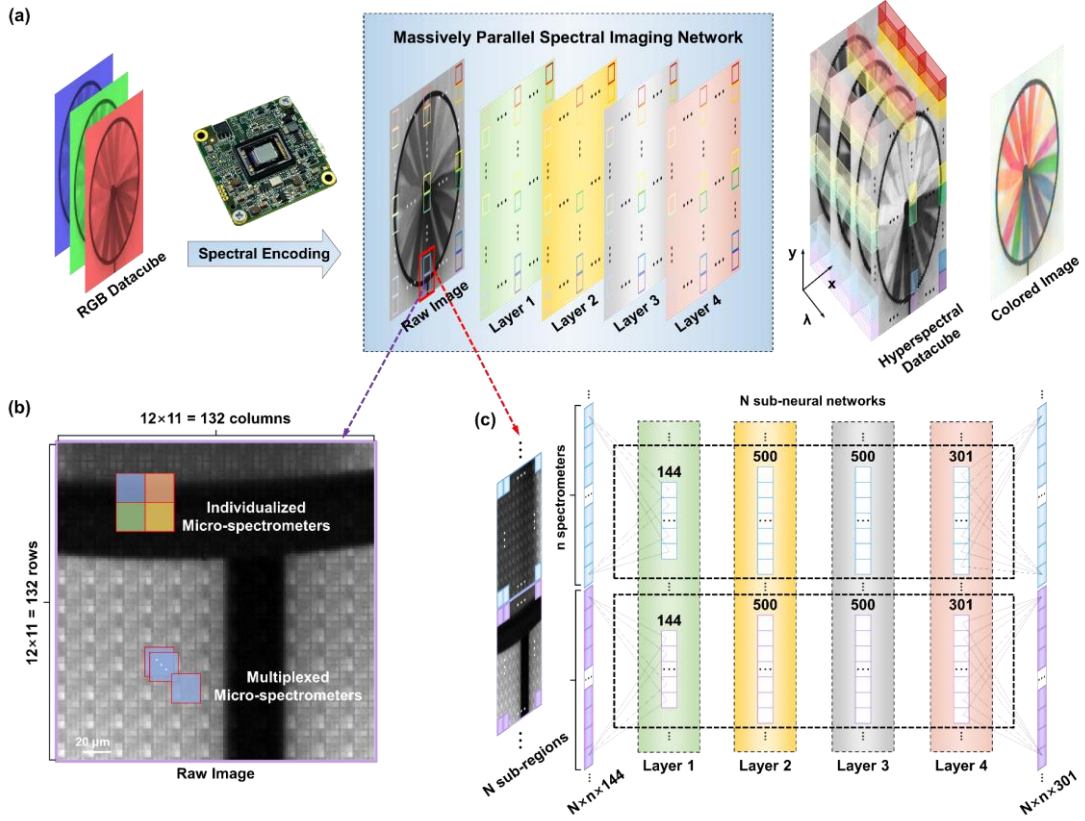 (a)
Massively Parallel Spectral Imaging Network
RGB Datacube
Spectral Encoding
Raw Image
Layer 1
Layer 2
Layer 3
Layer 4
y
x
λ
Hyperspectral
Datacube
Colored Image
(b)
12×11 = 132 columns
12×11 = 132 rows
Individualized
Micro-spectrometers
Multiplexed
Micro-spectrometers
20 μm
Raw Image
(c)
N sub-neural networks
n spectrometers
N sub-regions
144
500
500
301
144
500
500
301
Layer 1
Layer 2
Layer 3
Layer 4
N×n×144
N×n×301